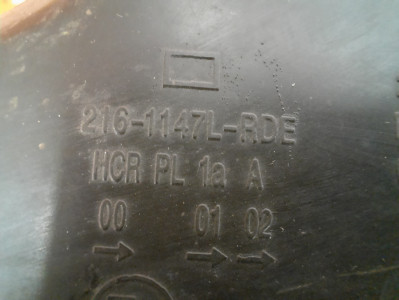 216-1147L-RDE
HCR PL 1a A
00 01 02
→ → →